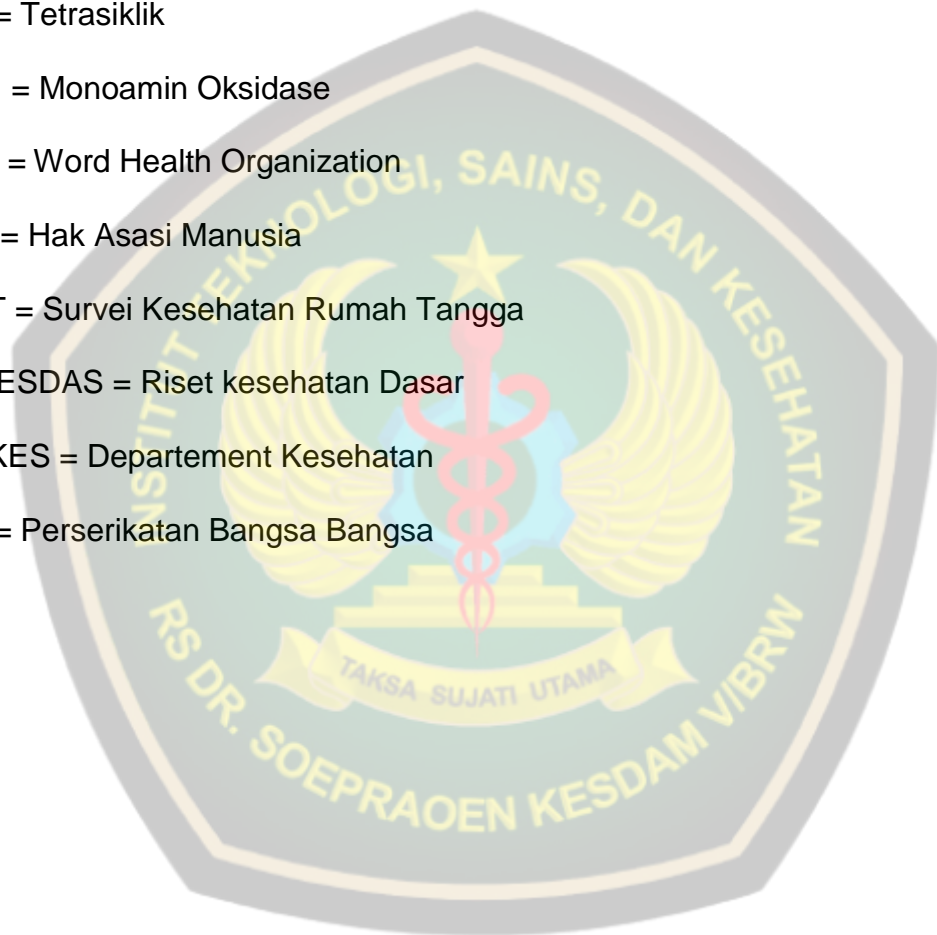 = Tetrasiklik
= Monoamin Oksidase
= Word Health Organization
= Hak Asasi Manusia
T = Survei Kesehatan Rumah Tangga
ESDAS = Riset kesehatan Dasar
KES = Departement Kesehatan
= Perserikatan Bangsa Bangsa
INSTITUT TEKNOLOGI, SAINS, DAN KESEHATAN
TAKSA SUJATI UTAMA
RS DR. SOEPRAOEN KESDAM V/BRW